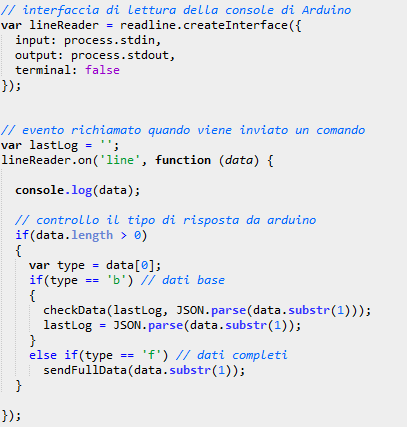 // interfaccia di lettura della console di Arduino
var lineReader = readline.createInterface({
  input: process.stdin,
  output: process.stdout,
  terminal: false
});

// evento richiamato quando viene inviato un comando
var lastLog = '';
lineReader.on('line', function (data) {

  console.log(data);

  // controllo il tipo di risposta da arduino
  if(data.length > 0)
  {
    var type = data[0];
    if(type == 'b') // dati base
    {
      checkData(lastLog, JSON.parse(data.substr(1)));
      lastLog = JSON.parse(data.substr(1));
    }
    else if(type == 'f') // dati completi
      sendFullData(data.substr(1));
  }

});